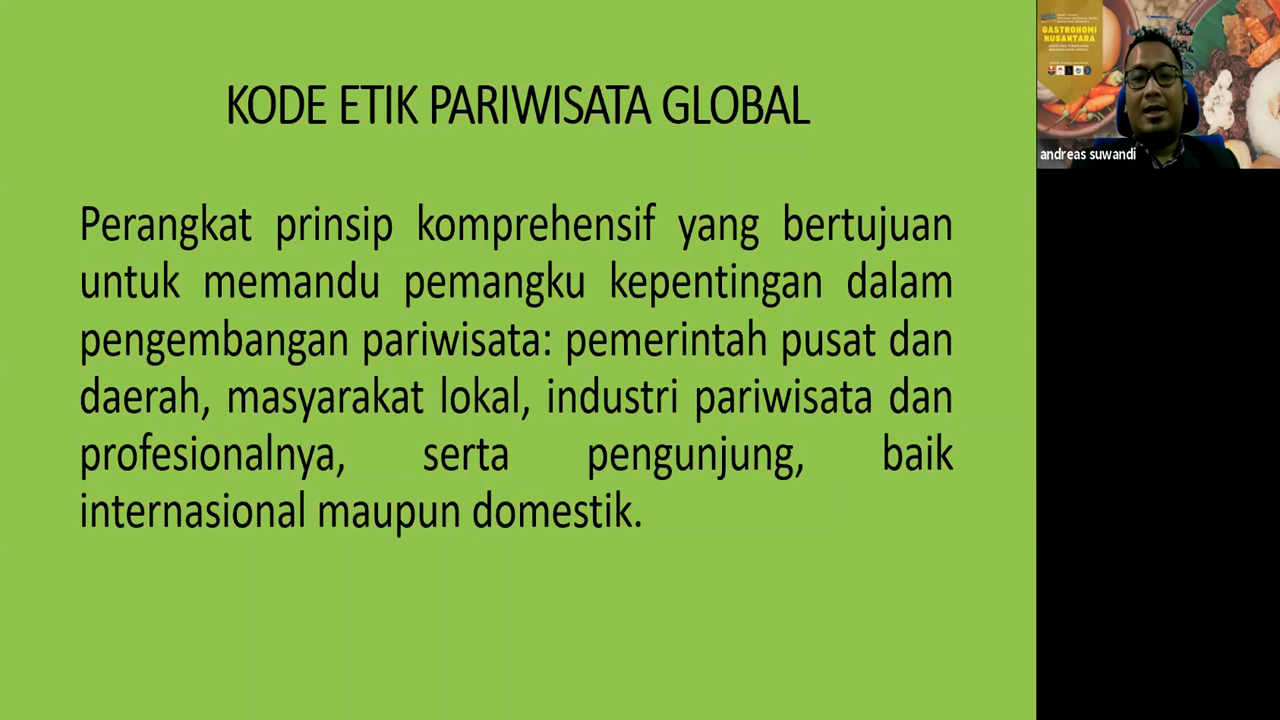 KODE ETIK PARIWISATA GLOBAL
Perangkat prinsip komprehensif yang bertujuan
untuk memandu pemangku kepentingan dalam
pengembangan pariwisata: pemerintah pusat dan
daerah, masyarakat lokal, industri pariwisata dan
profesionalnya, serta pengunjung, baik
internasional maupun domestik.
GASTRONOMI
NUSANTARA
andreas suwandi